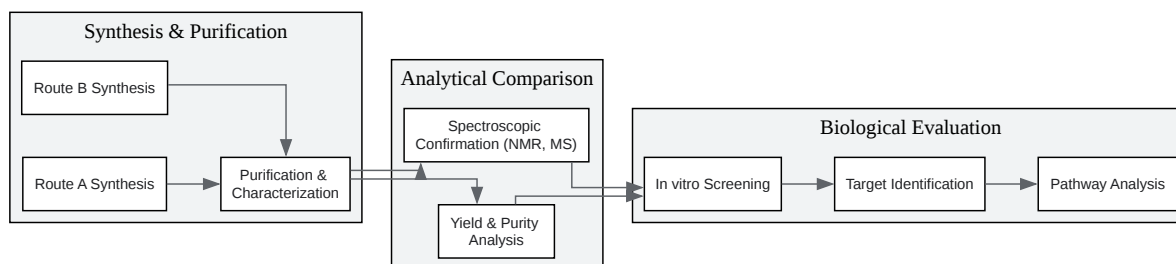 Synthesis & Purification
Route B Synthesis
Route A Synthesis
Purification &
Characterization
Analytical Comparison
Spectroscopic
Confirmation (NMR, MS)
Yield & Purity
Analysis
Biological Evaluation
In vitro Screening
Target Identification
Pathway Analysis